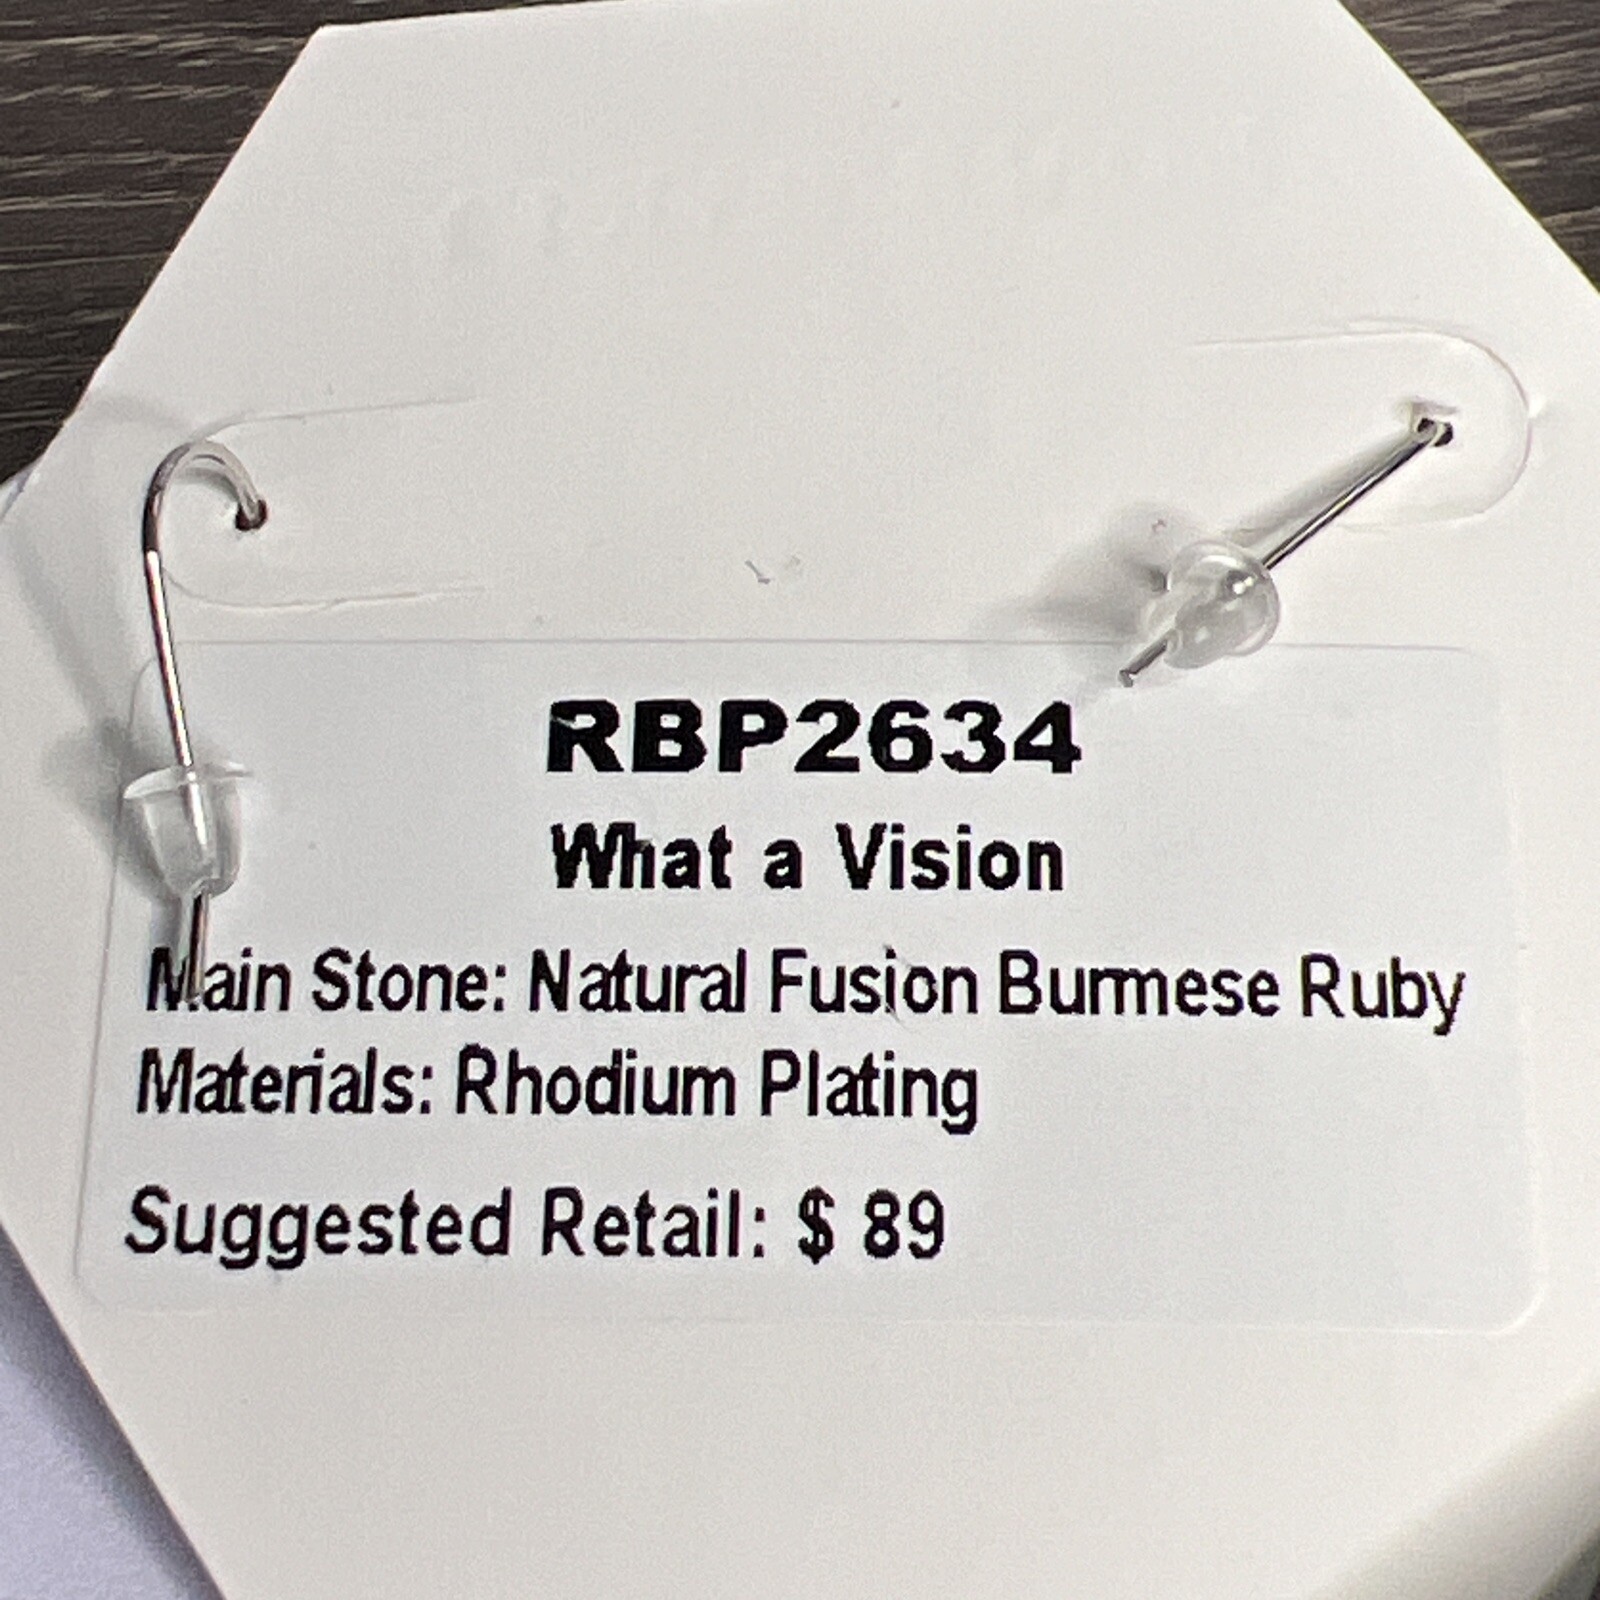 RBP2634
What a Vision
Main Stone: Natural Fusion Burmese Ruby
Materials: Rhodium Plating
Suggested Retail: $ 89